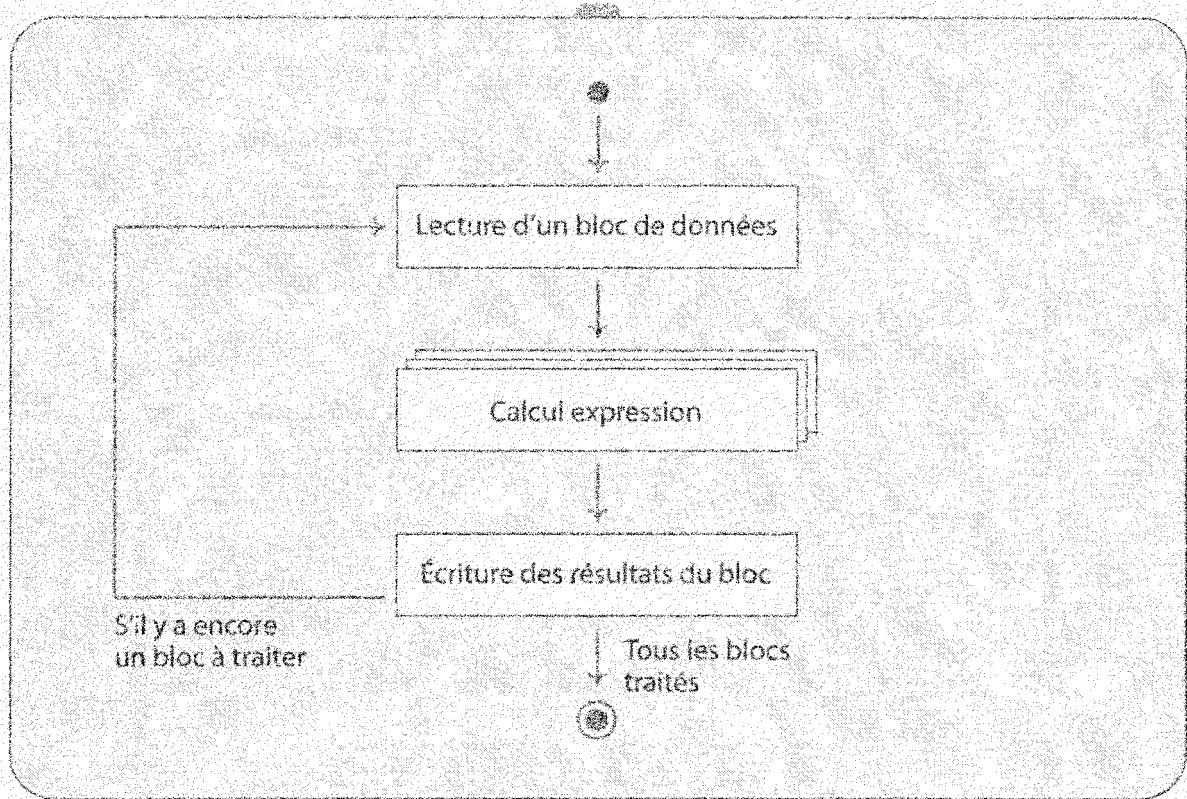 Lecture d'un bloc de données
Calcul expression
Écriture des résultats du bloc
S'il y a encore
un bloc à traiter
Tous les blocs
traités